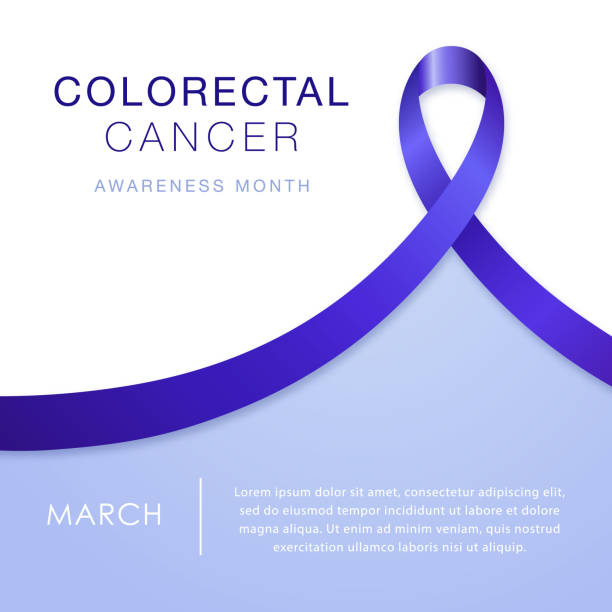 COLORECTAL
CANCER
AWARENESS MONTH
MARCH
Lorem ipsum dolor sit amet, consectetur adipiscing elit,
sed do eiusmod tempor incididunt ut labore et dolore
magna aliqua. Ut enim ad minim veniam, quis nostrud
exercitation ullamco laboris nisi ut aliquip.